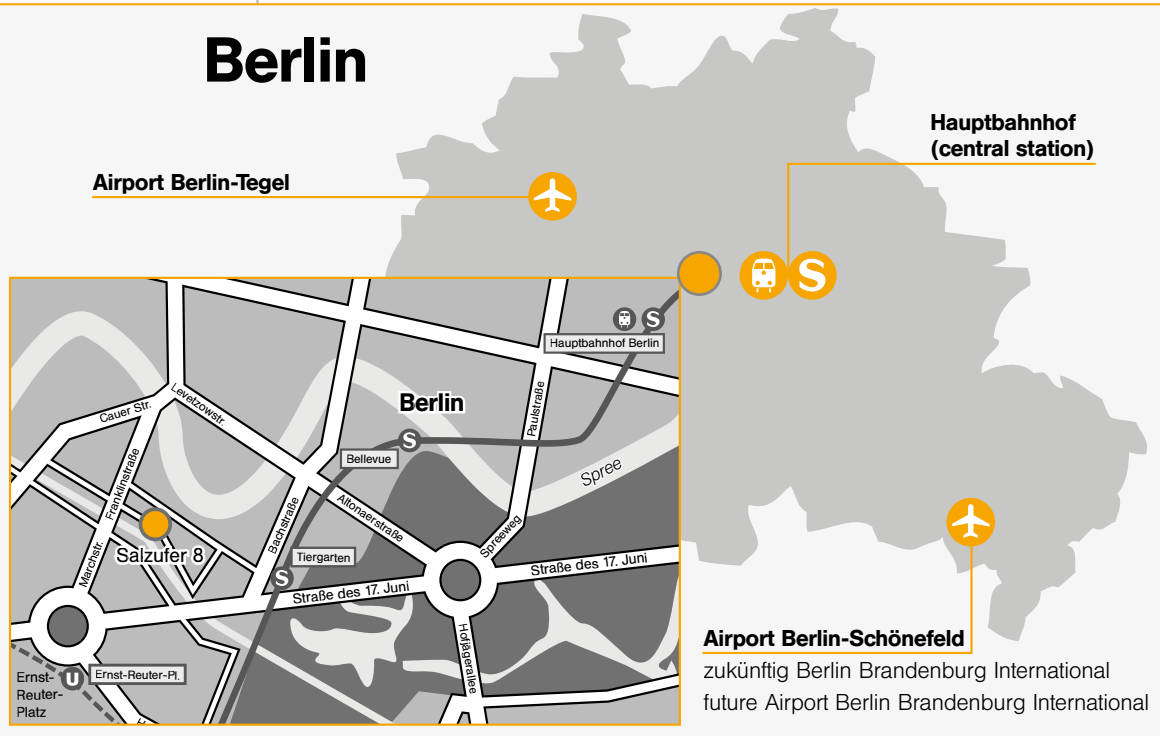 Berlin
Hauptbahnhof
(central station)
Airport Berlin-Tegel
S
S
Hauptbahnhof Berlin
Levetzowstr.
Cauer Str.
Berlin
Paulstraße
S
Bellevue
Spree
Franklinstraße
Altonaerstraße
Bachstraße
Spreeweg
Salzufer 8
Tiergarten
S
Marchstr.
Straße des 17. Juni
Straße des 17. Juni
Hofjägerallee
Airport Berlin-Schönefeld
zukünftig Berlin Brandenburg International
future Airport Berlin Brandenburg International
U
Ernst-Reuter-Pl.
Ernst-
Reuter-
Platz